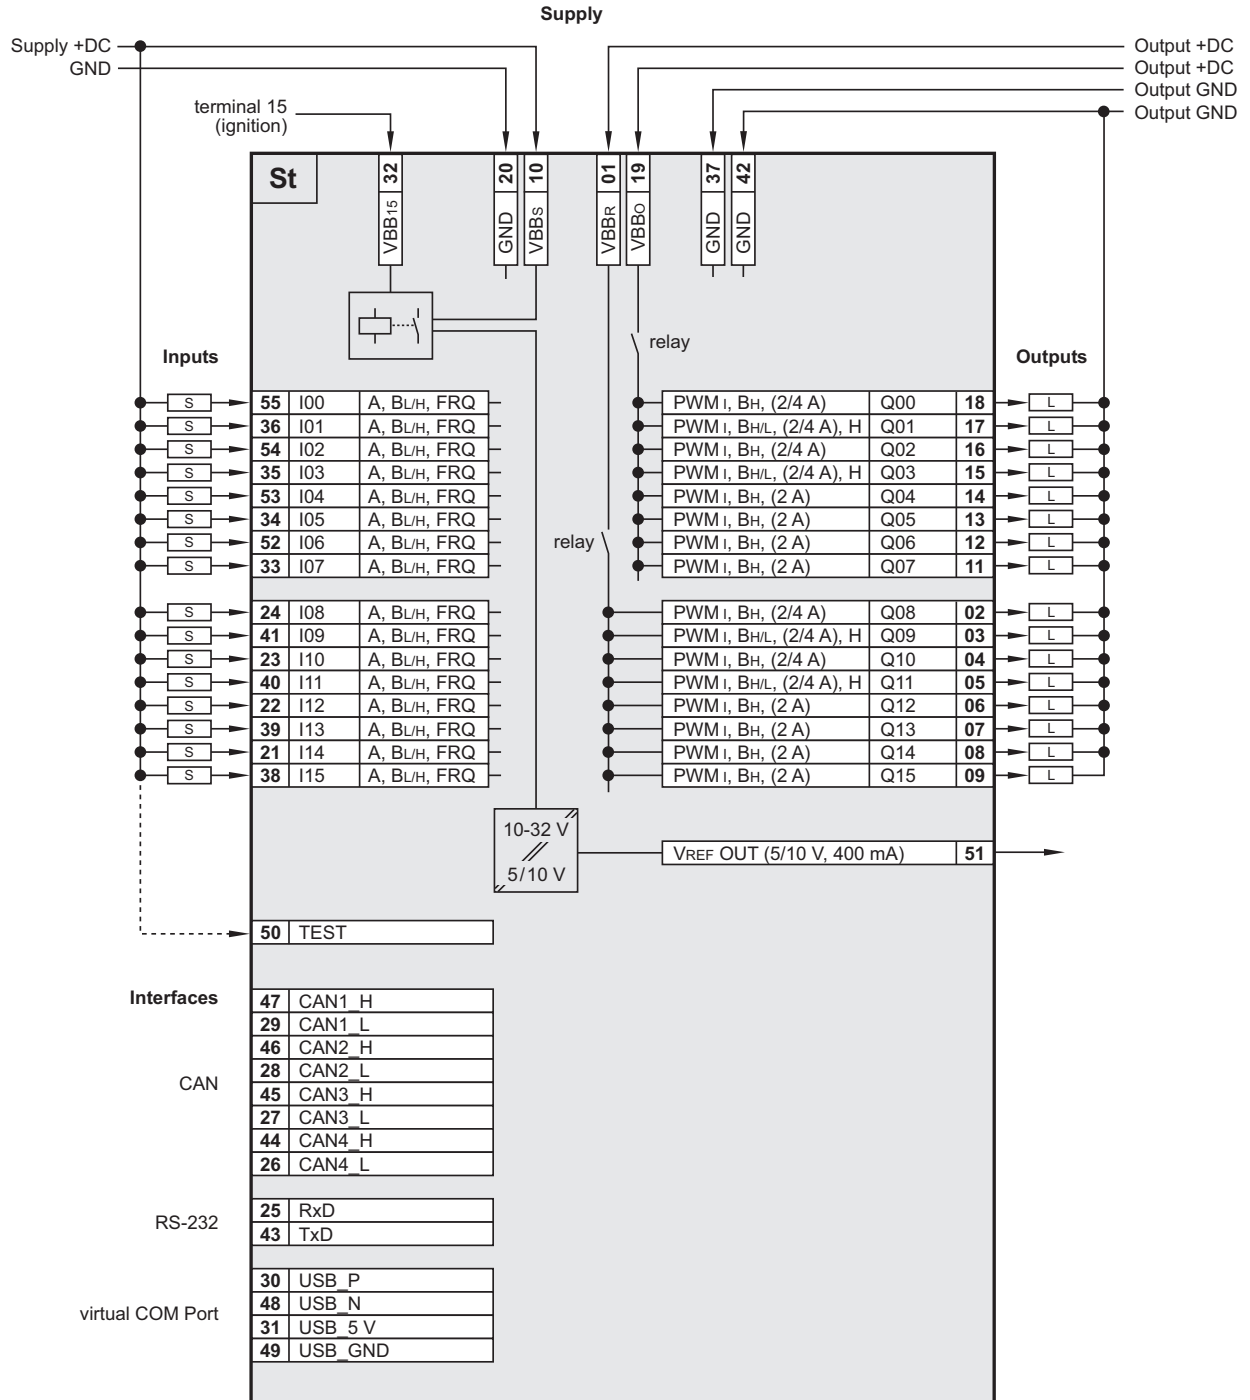 Supply
Supply +DC
GND
Output +DC
Output +DC
Output GND
Output GND
terminal 15
(ignition)
St
32 VBB15
20 GND
10 VBBS
01 VBBR
19 VBBO
37 GND
42 GND
relay
Inputs
Outputs
S 55 I00 A, BL/H, FRQ PWM I, BH, (2/4 A) Q00 18 L
S 36 I01 A, BL/H, FRQ PWM I, BH/L, (2/4 A), H Q01 17 L
S 54 I02 A, BL/H, FRQ PWM I, BH, (2/4 A) Q02 16 L
S 35 I03 A, BL/H, FRQ PWM I, BH/L, (2/4 A), H Q03 15 L
S 53 I04 A, BL/H, FRQ PWM I, BH, (2 A) Q04 14 L
S 34 I05 A, BL/H, FRQ PWM I, BH, (2 A) Q05 13 L
S 52 I06 A, BL/H, FRQ relay PWM I, BH, (2 A) Q06 12 L
S 33 I07 A, BL/H, FRQ PWM I, BH, (2 A) Q07 11 L
S 24 I08 A, BL/H, FRQ PWM I, BH, (2/4 A) Q08 02 L
S 41 I09 A, BL/H, FRQ PWM I, BH/L, (2/4 A), H Q09 03 L
S 23 I10 A, BL/H, FRQ PWM I, BH, (2/4 A) Q10 04 L
S 40 I11 A, BL/H, FRQ PWM I, BH/L, (2/4 A), H Q11 05 L
S 22 I12 A, BL/H, FRQ PWM I, BH, (2 A) Q12 06 L
S 39 I13 A, BL/H, FRQ PWM I, BH, (2 A) Q13 07 L
S 21 I14 A, BL/H, FRQ PWM I, BH, (2 A) Q14 08 L
S 38 I15 A, BL/H, FRQ PWM I, BH, (2 A) Q15 09 L
10-32 V
5/10 V
VREF OUT (5/10 V, 400 mA) 51
50 TEST
Interfaces
47 CAN1_H
29 CAN1_L
46 CAN2_H
28 CAN2_L
CAN
45 CAN3_H
27 CAN3_L
44 CAN4_H
26 CAN4_L
25 RxD
RS-232
43 TxD
30 USB_P
48 USB_N
virtual COM Port
31 USB_5 V
49 USB_GND